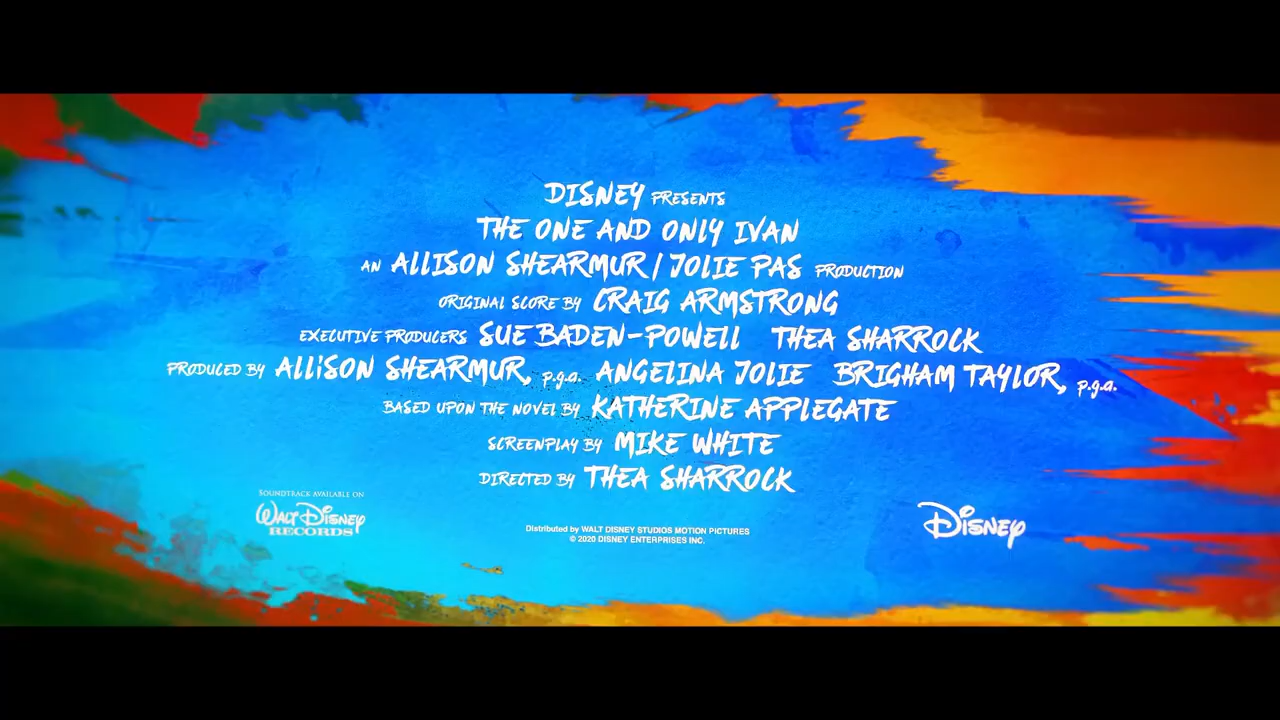 DISNEY PRESENTS
THE ONE AND ONLY IVAN
AN ALLISON SHEARMUR / JOLIE PAS PRODUCTION
ORIGINAL SCORE BY CRAIG ARMSTRONG
EXECUTIVE PRODUCERS SUE BADEN-POWELL THEA SHARROCK
PRODUCED BY ALLISON SHEARMUR, p.g.a. ANGELINA JOLIE BRIGHAM TAYLOR, p.g.a.
BASED UPON THE NOVEL BY KATHERINE APPLEGATE
SCREENPLAY BY MIKE WHITE
DIRECTED BY THEA SHARROCK
SOUNDTRACK AVAILABLE ON
WALT DISNEY
RECORDS
Distributed by WALT DISNEY STUDIOS MOTION PICTURES
© 2020 DISNEY ENTERPRISES INC.
Disney